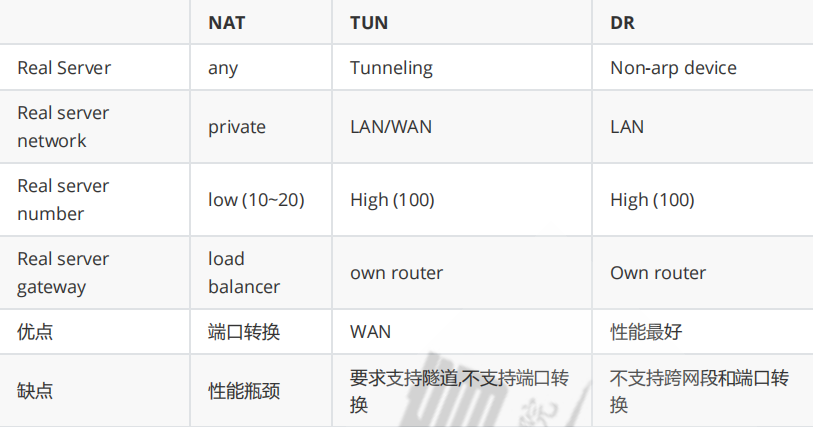 NAT TUN DR
Real Server any Tunneling Non-arp device
Real server
network
private LAN/WAN LAN
Real server
number
low (10~20) High (100) High (100)
Real server
gateway
load
balancer
own router Own router
优点 端口转换 WAN 性能最好
缺点 性能瓶颈
要求支持隧道,不支持端口转
换
不支持跨网段和端口转
换
院